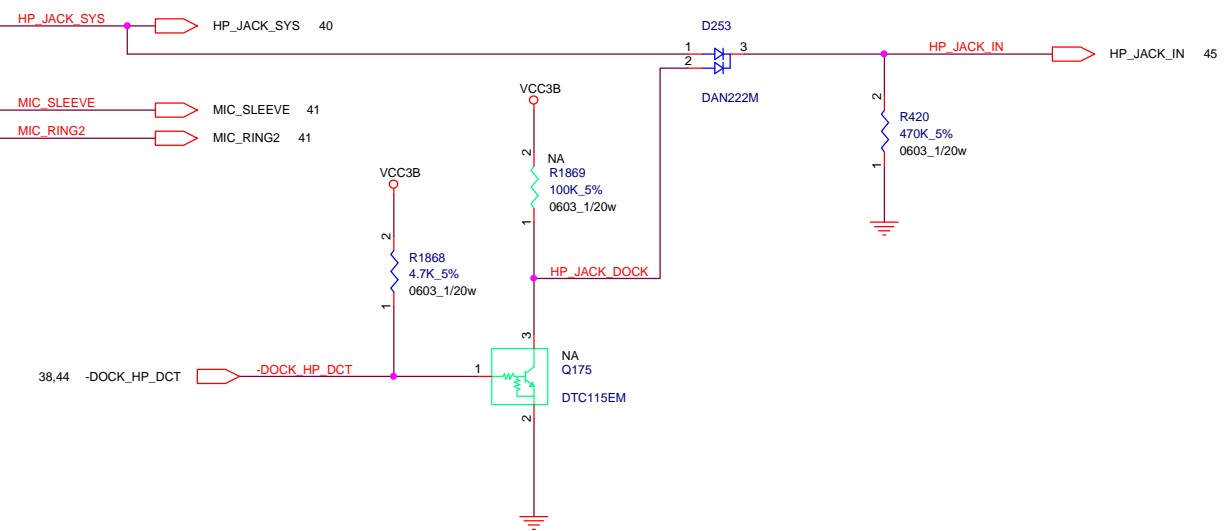 HP_JACK_SYS
HP_JACK_SYS 40
D253
1
2
3
HP_JACK_IN
HP_JACK_IN 45
DAN222M
MIC_SLEEVE
MIC_SLEEVE 41
MIC_RING2
MIC_RING2 41
VCC3B
2
NA
R1869
100K_5%
0603_1/20w
1
2
R420
470K_5%
0603_1/20w
1
VCC3B
2
R1868
4.7K_5%
0603_1/20w
1
HP_JACK_DOCK
38,44 -DOCK_HP_DCT
-DOCK_HP_DCT
1
3
NA
Q175
DTC115EM
2